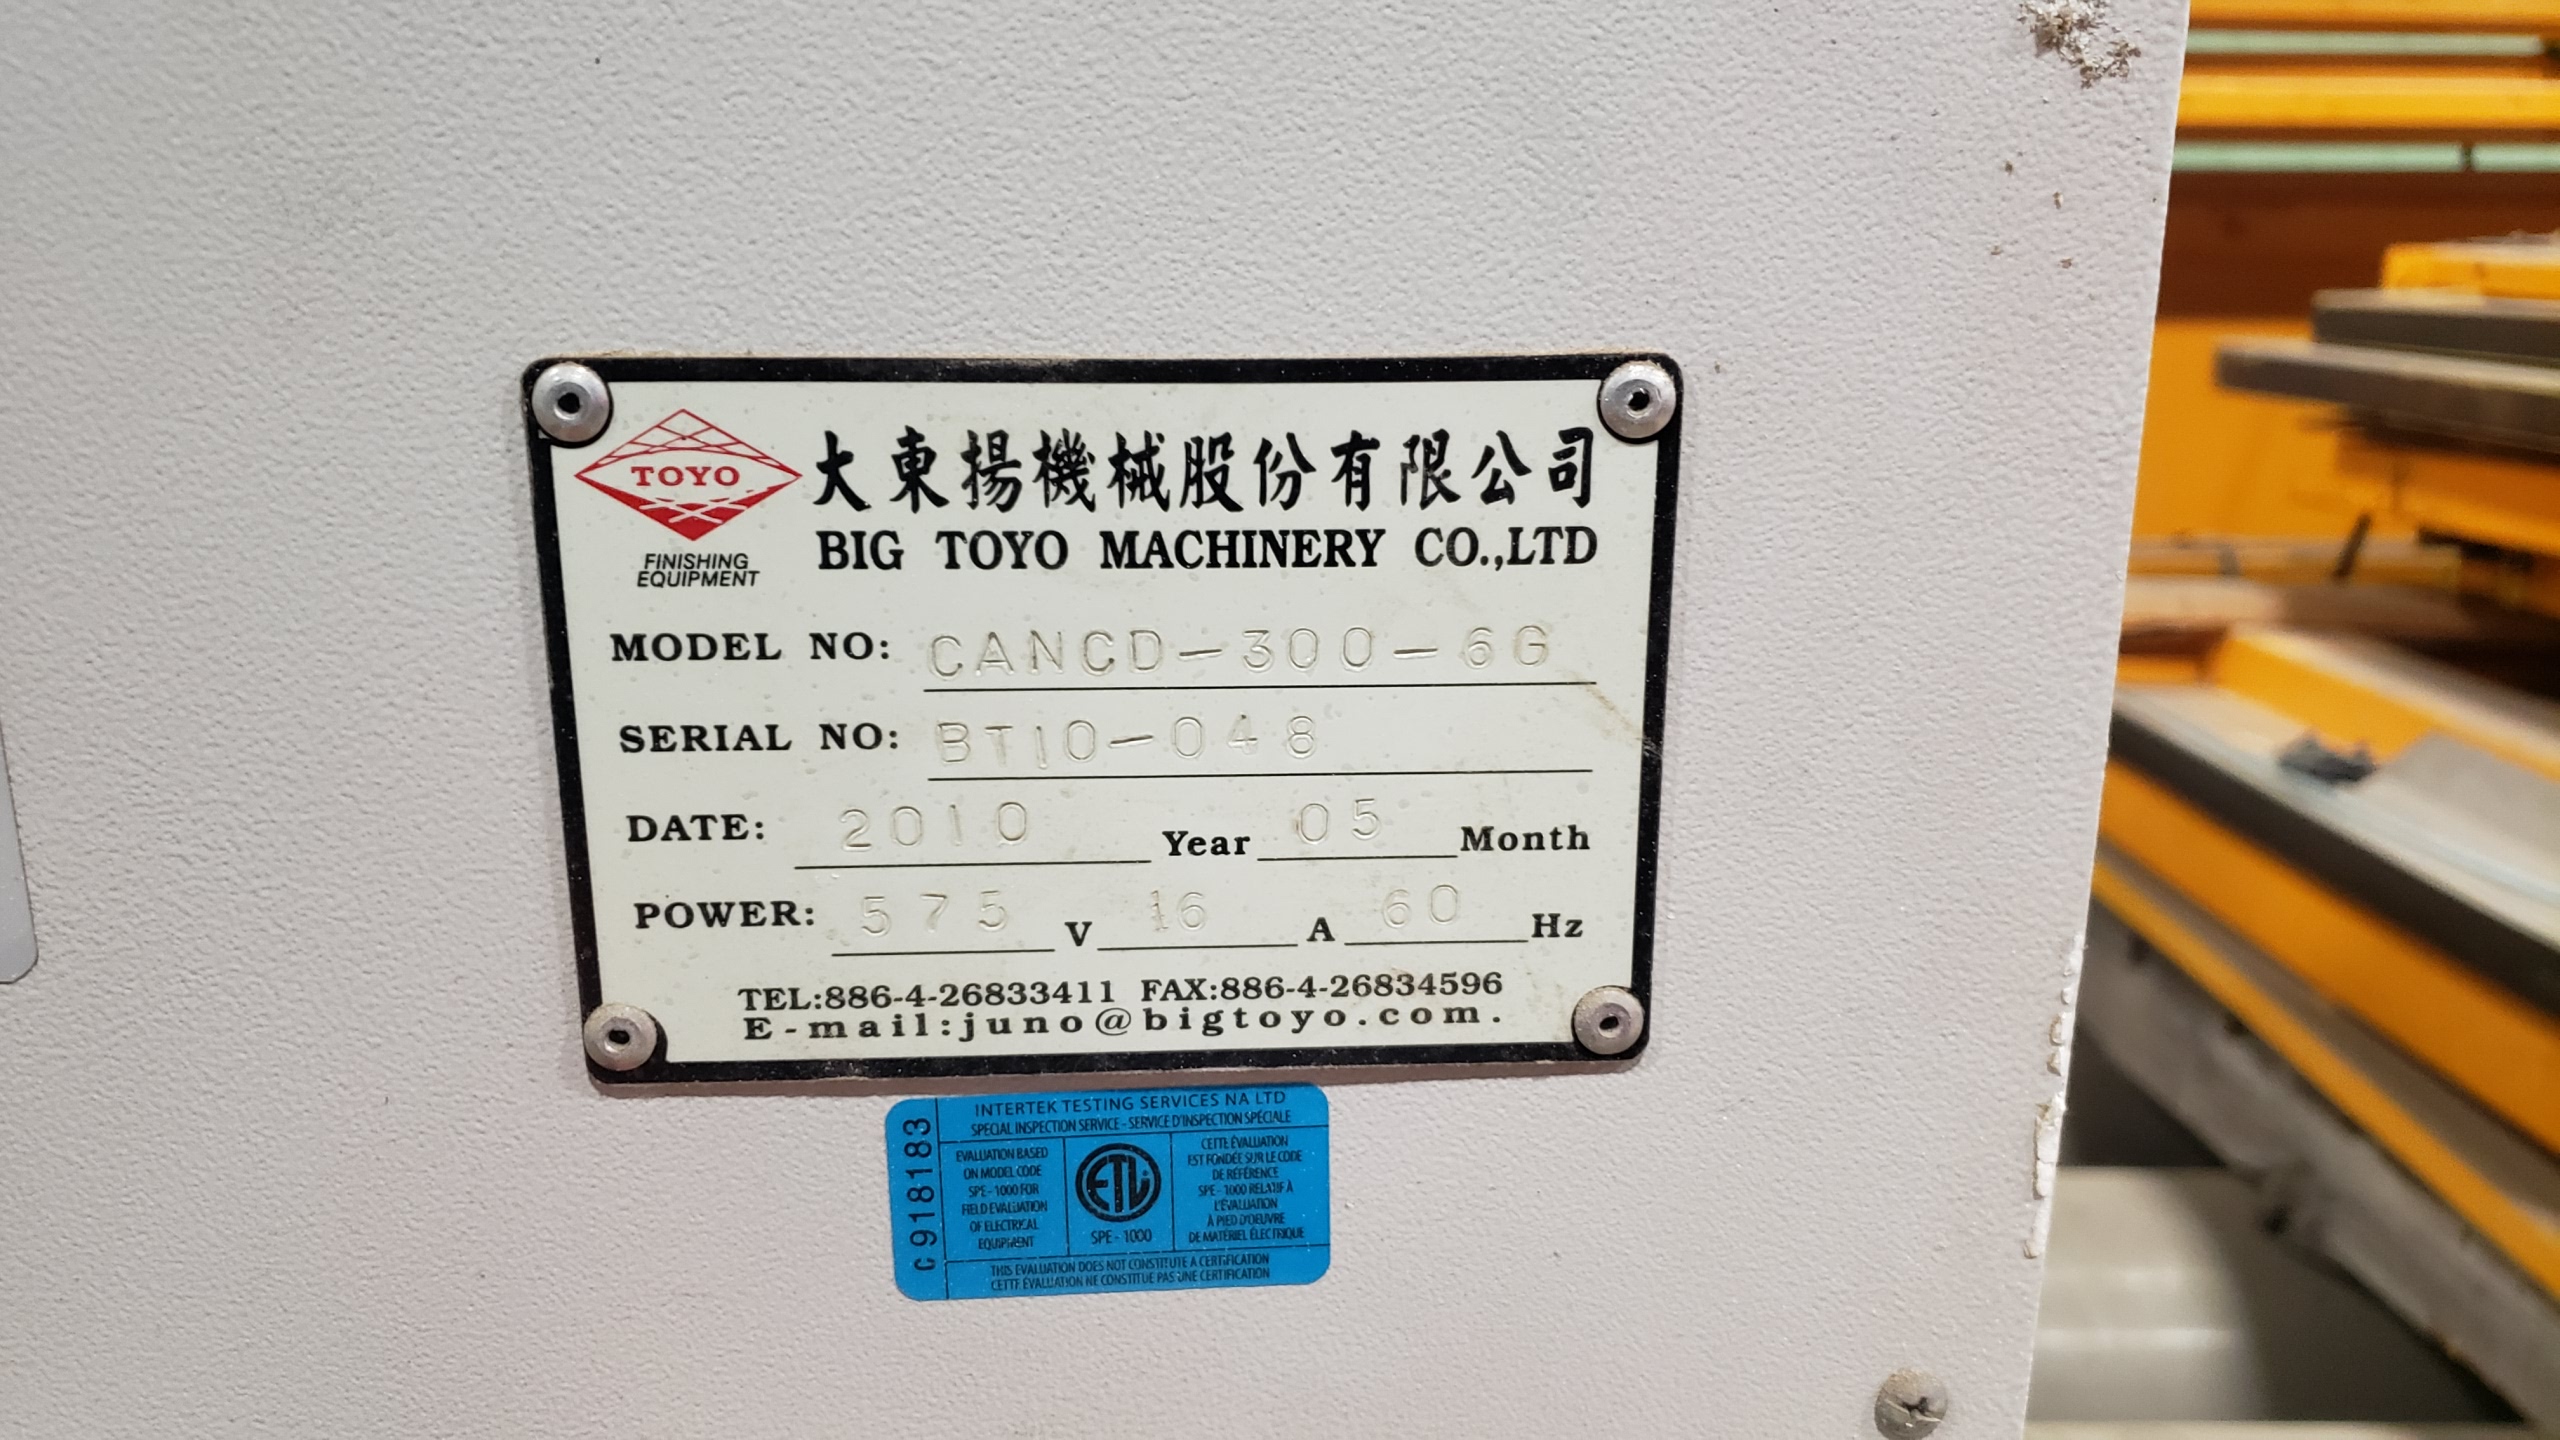 TOYO
FINISHING
EQUIPMENT
大東揚機械股份有限公司
BIG TOYO MACHINERY CO.,LTD
MODEL NO: CANCD-300-6G
SERIAL NO: BT10-048
DATE: 2010 Year 05 Month
POWER: 575 V 16 A 60 Hz
TEL:886-4-26833411 FAX:886-4-26834596
E-mail:juno@bigtoyo.com.
C918183
INTERTEK TESTING SERVICES NA LTD
SPECIAL INSPECTION SERVICE - SERVICE D'INSPECTION SPÉCIALE
EVALUATION BASED
ON MODEL CODE
SPE - 1000 FOR
FIELD EVALUATION
OF ELECTRICAL
EQUIPMENT
ETL
SPE - 1000
CETTE ÉVALUATION
EST FONDÉE SUR LE CODE
DE RÉFÉRENCE
SPE - 1000 RELATIF À
L'ÉVALUATION
À PIED D'OEUVRE
DE MATÉRIEL ÉLECTRIQUE
THIS EVALUATION DOES NOT CONSTITUTE A CERTIFICATION
CETTE ÉVALUATION NE CONSTITUE PAS UNE CERTIFICATION